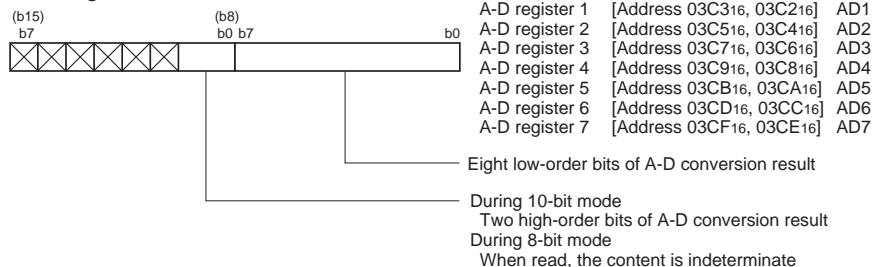 (b15)
b7
(b8)
b0 b7
b0
A-D register 1 [Address 03C316, 03C216] AD1
A-D register 2 [Address 03C516, 03C416] AD2
A-D register 3 [Address 03C716, 03C616] AD3
A-D register 4 [Address 03C916, 03C816] AD4
A-D register 5 [Address 03CB16, 03CA16] AD5
A-D register 6 [Address 03CD16, 03CC16] AD6
A-D register 7 [Address 03CF16, 03CE16] AD7
Eight low-order bits of A-D conversion result
During 10-bit mode
Two high-order bits of A-D conversion result
During 8-bit mode
When read, the content is indeterminate